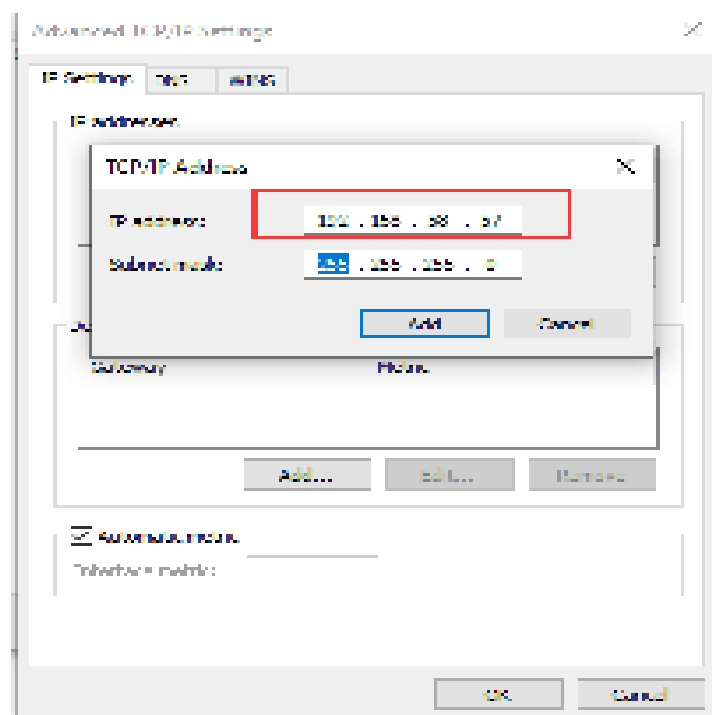 Advanced TCP/IP Settings
IP Settings DNS WINS
IP addresses
TCP/IP Address
IP address:
Subnet mask: 255 . 255 . 255 . 0
Add Cancel
Gateway Metric
Add... Edit... Remove
Automatic metric
Interface metric:
OK Cancel